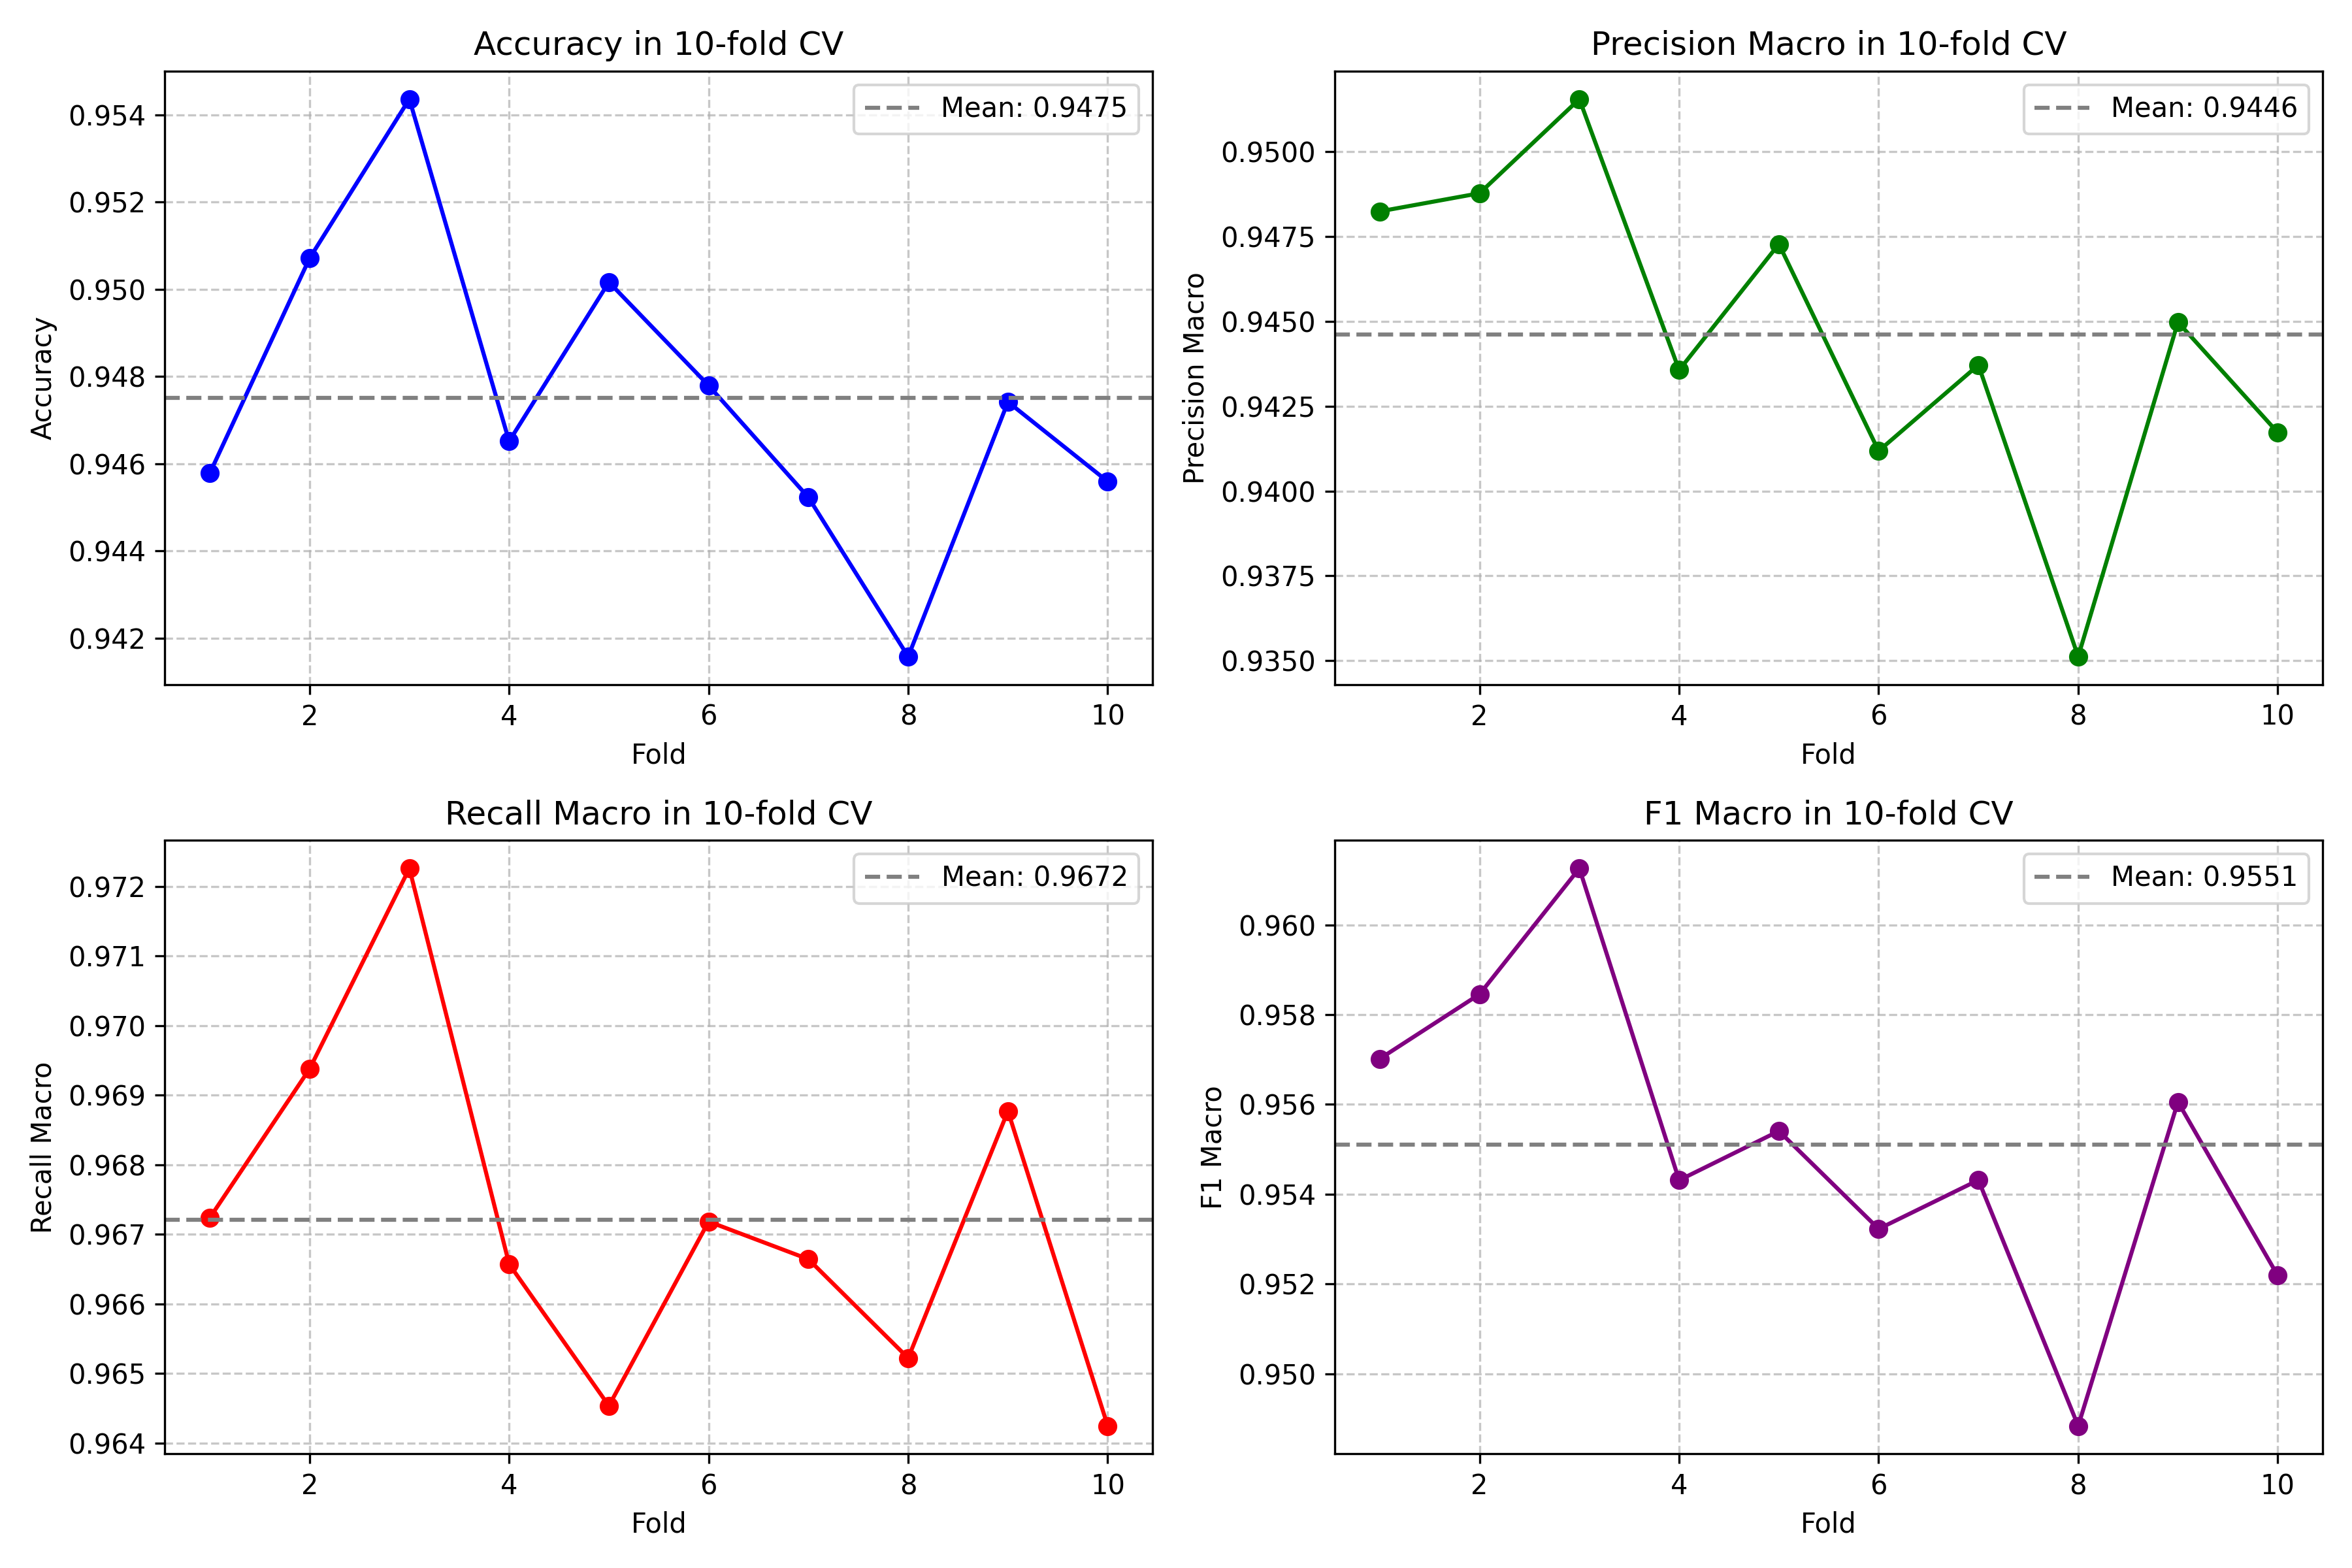 Accuracy in 10-fold CV
Mean: 0.9475
0.954
0.952
0.950
0.948
0.946
0.944
0.942
Accuracy
2 4 6 8 10
Fold
Precision Macro in 10-fold CV
Mean: 0.9446
0.9500
0.9475
0.9450
0.9425
0.9400
0.9375
0.9350
Precision Macro
2 4 6 8 10
Fold
Recall Macro in 10-fold CV
Mean: 0.9672
0.972
0.971
0.970
0.969
0.968
0.967
0.966
0.965
0.964
Recall Macro
2 4 6 8 10
Fold
F1 Macro in 10-fold CV
Mean: 0.9551
0.960
0.958
0.956
0.954
0.952
0.950
F1 Macro
2 4 6 8 10
Fold